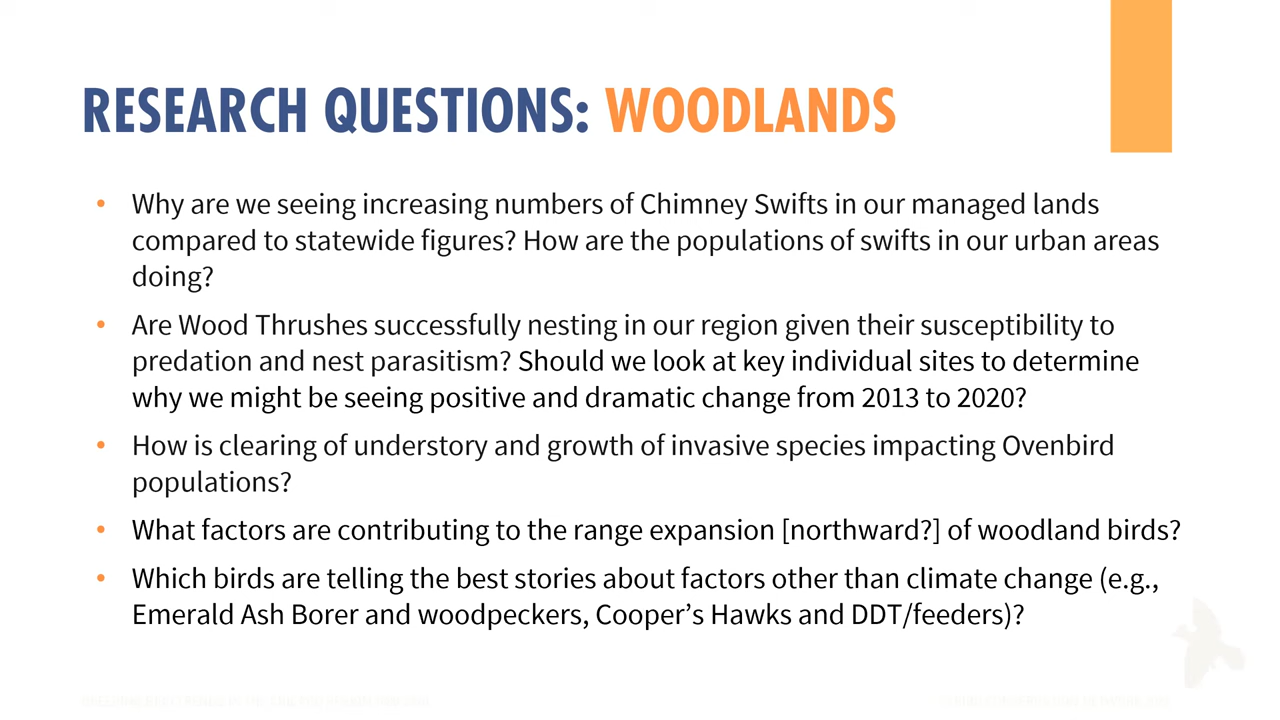 RESEARCH QUESTIONS: WOODLANDS
• Why are we seeing increasing numbers of Chimney Swifts in our managed lands
compared to statewide figures? How are the populations of swifts in our urban areas
doing?
• Are Wood Thrushes successfully nesting in our region given their susceptibility to
predation and nest parasitism? Should we look at key individual sites to determine
why we might be seeing positive and dramatic change from 2013 to 2020?
• How is clearing of understory and growth of invasive species impacting Ovenbird
populations?
• What factors are contributing to the range expansion [northward?] of woodland birds?
• Which birds are telling the best stories about factors other than climate change (e.g.,
Emerald Ash Borer and woodpeckers, Cooper’s Hawks and DDT/feeders)?